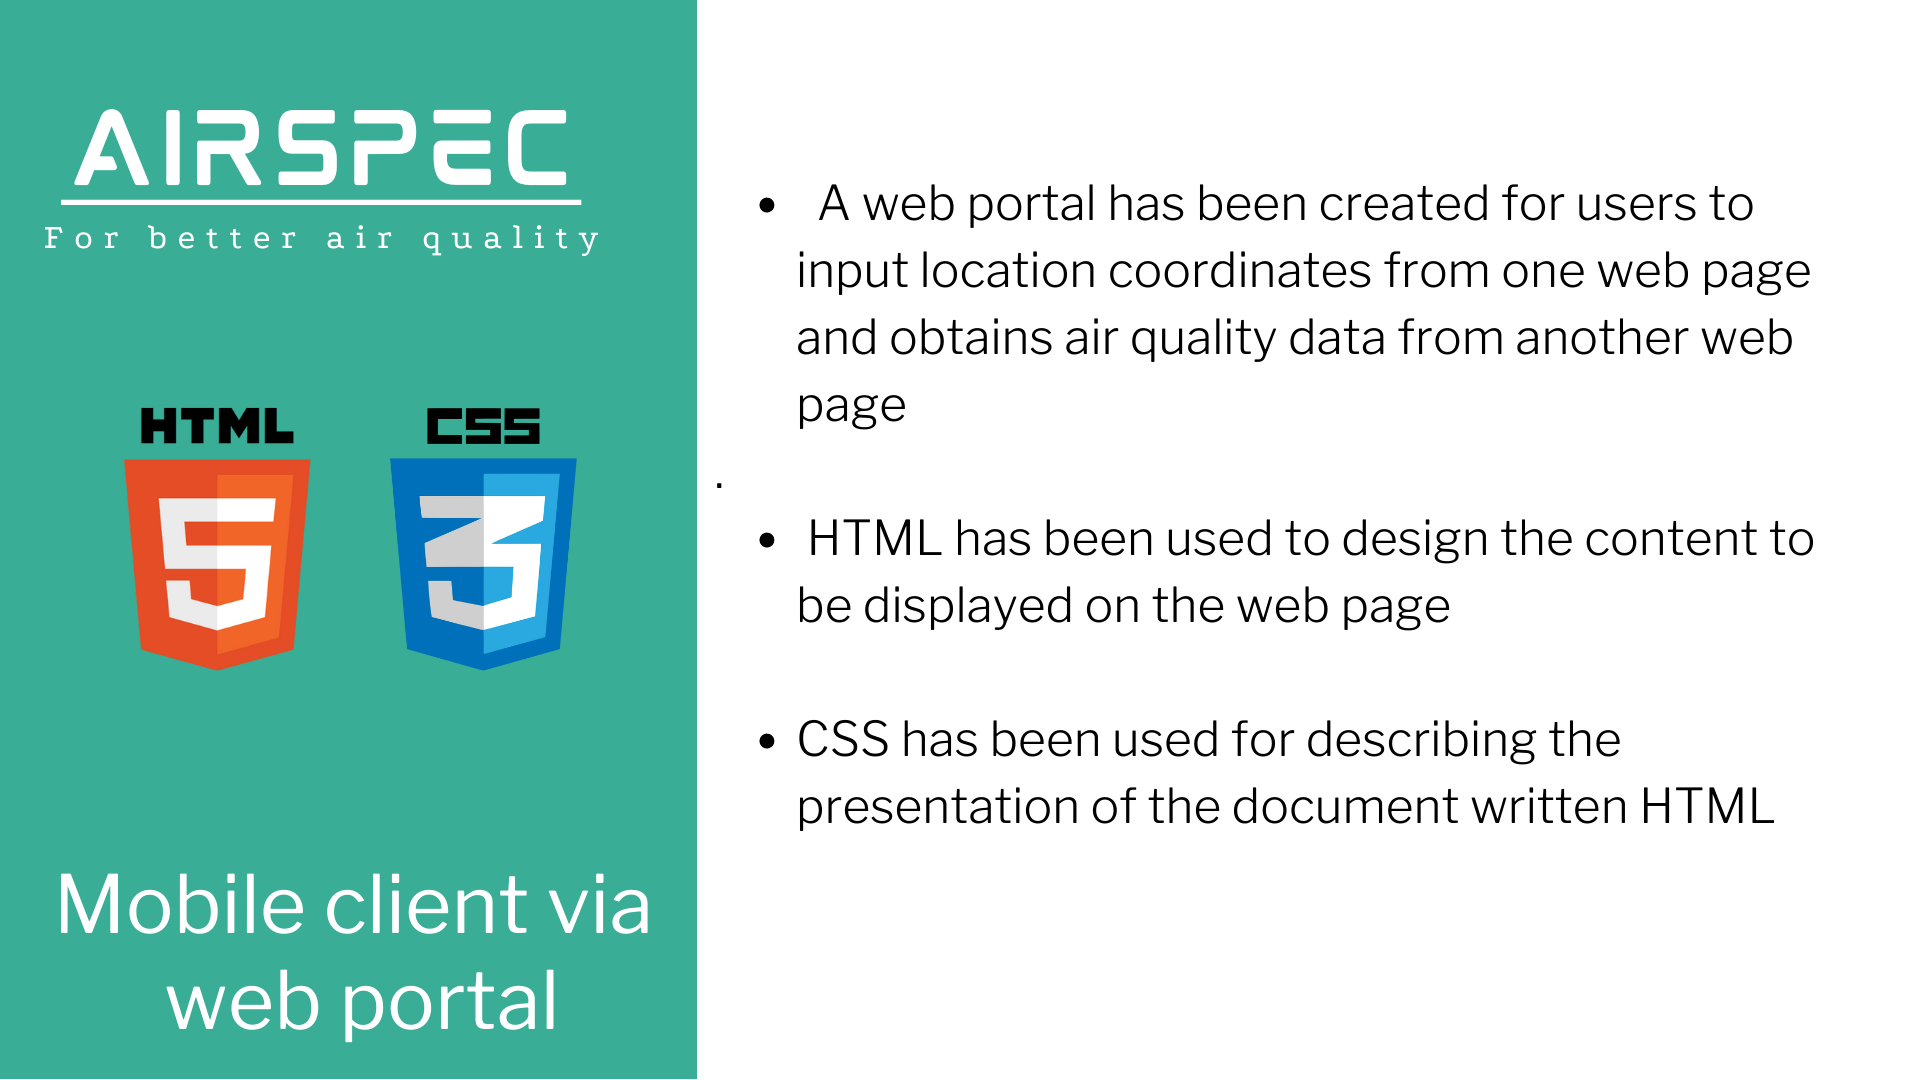 AIRSPEC
For better air quality
HTML
5
CSS
3
Mobile client via
web portal
• A web portal has been created for users to
input location coordinates from one web page
and obtains air quality data from another web
page
.
• HTML has been used to design the content to
be displayed on the web page
• CSS has been used for describing the
presentation of the document written HTML